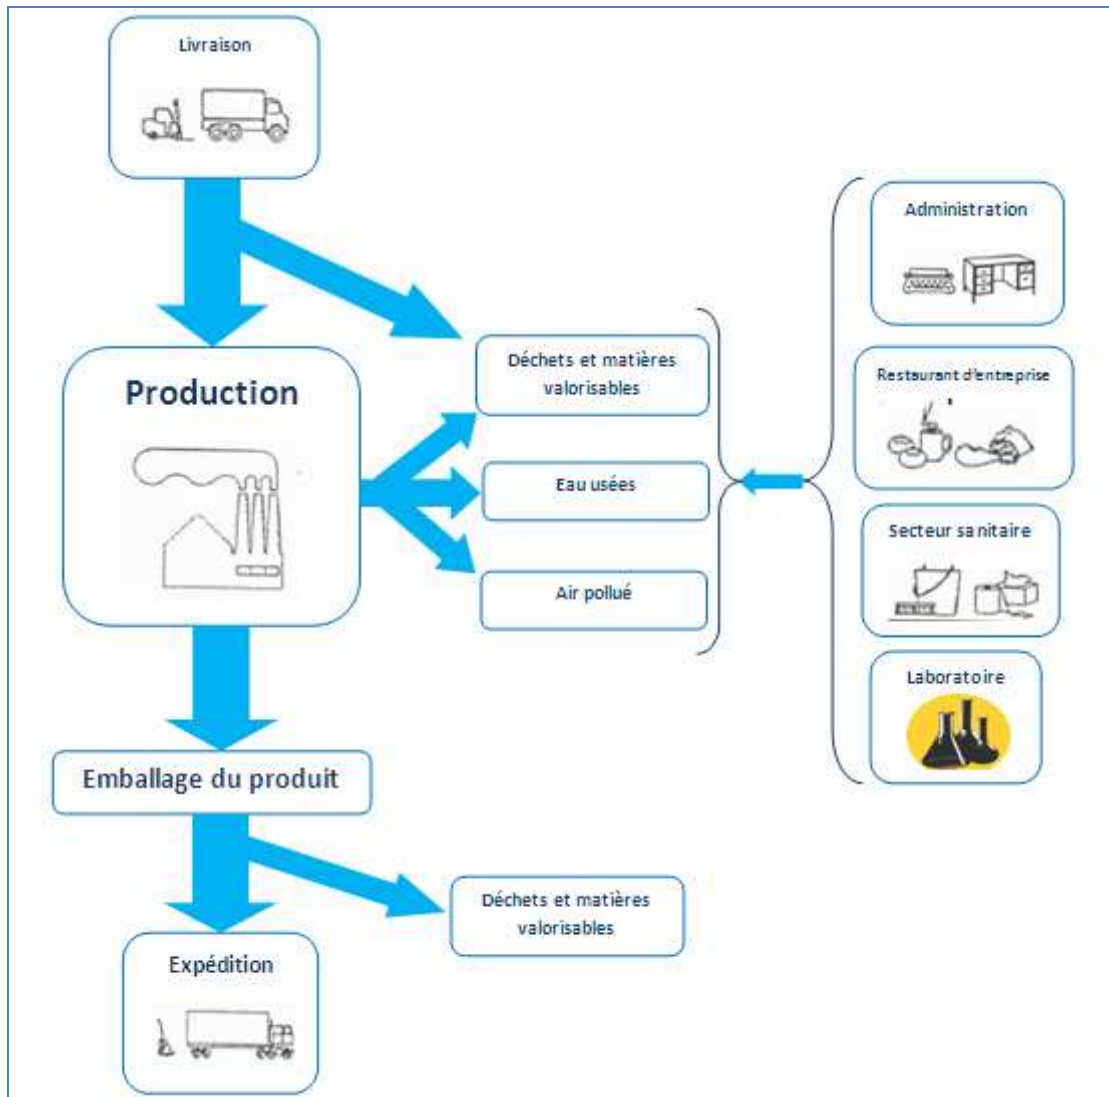 Livraison
Administration
Production
Déchets et matières
valorisables
Restaurant d'entreprise
Eau usées
Secteur sanitaire
Air pollué
Laboratoire
Emballage du produit
Déchets et matières
valorisables
Expédition